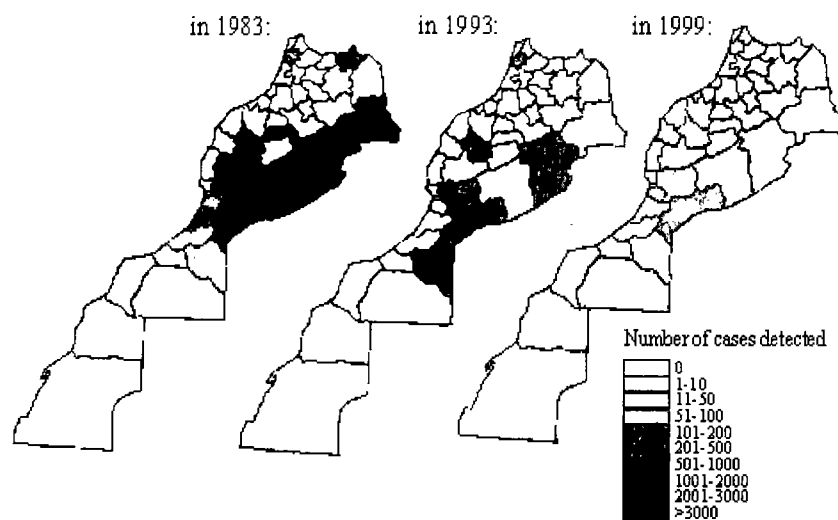 in 1983:
in 1993:
in 1999:
Number of cases detected
0
1-10
11-50
51-100
101-200
201-500
501-1000
1001-2000
2001-3000
>3000